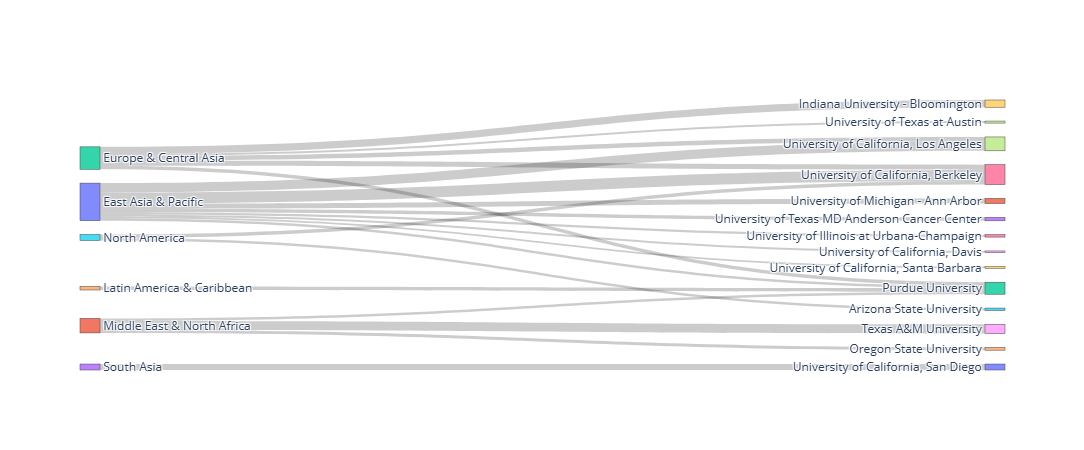 Europe & Central Asia
East Asia & Pacific
North America
Latin America & Caribbean
Middle East & North Africa
South Asia
Indiana University - Bloomington
University of Texas at Austin
University of California, Los Angeles
University of California, Berkeley
University of Michigan - Ann Arbor
University of Texas MD Anderson Cancer Center
University of Illinois at Urbana-Champaign
University of California, Davis
University of California, Santa Barbara
Purdue University
Arizona State University
Texas A&M University
Oregon State University
University of California, San Diego